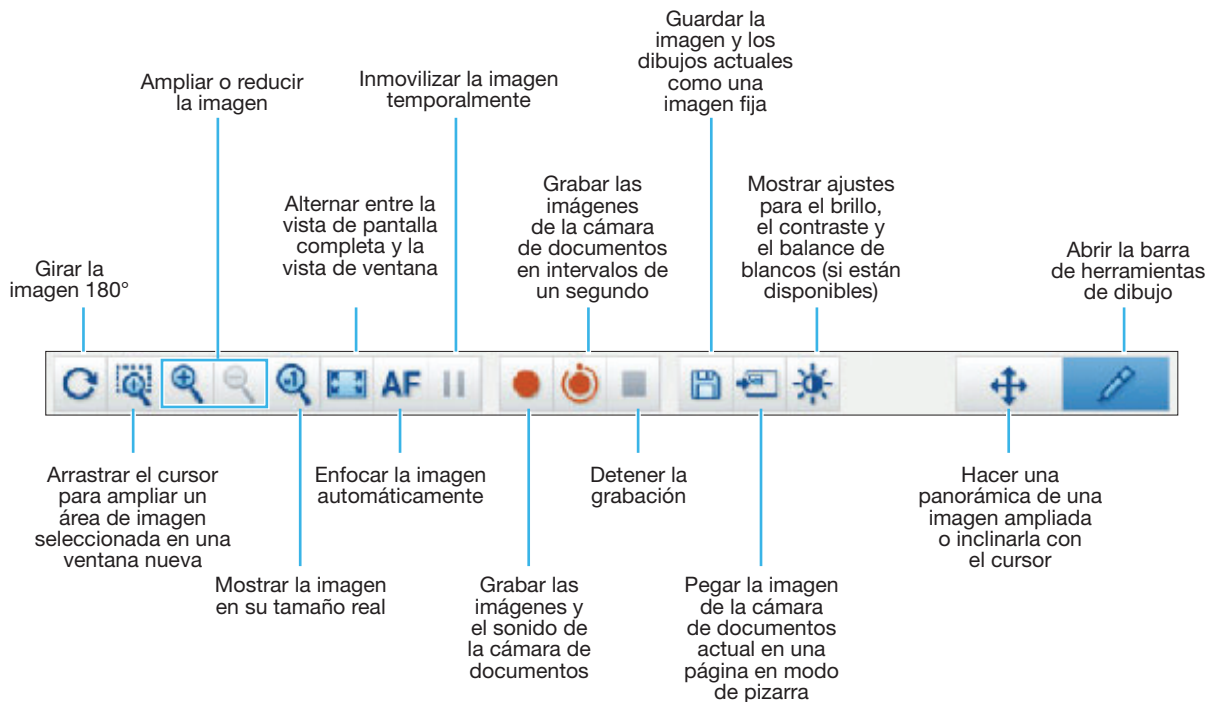 Guardar la
imagen y los
dibujos actuales
como una
imagen fija
Ampliar o reducir
la imagen
Inmovilizar la imagen
temporalmente
Alternar entre la
vista de pantalla
completa y la
vista de ventana
Grabar las
imágenes
de la cámara
de documentos
en intervalos de
un segundo
Mostrar ajustes
para el brillo,
el contraste y
el balance de
blancos (si están
disponibles)
Girar la
imagen 180°
Abrir la barra
de herramientas
de dibujo
x1
AF
Arrastrar el cursor
para ampliar un
área de imagen
seleccionada en una
ventana nueva
Enfocar la imagen
automáticamente
Detener la
grabación
Hacer una
panorámica de una
imagen ampliada
o inclinarla con
el cursor
Mostrar la imagen
en su tamaño real
Grabar las
imágenes y
el sonido de
la cámara de
documentos
Pegar la imagen
de la cámara
de documentos
actual en una
página en modo
de pizarra